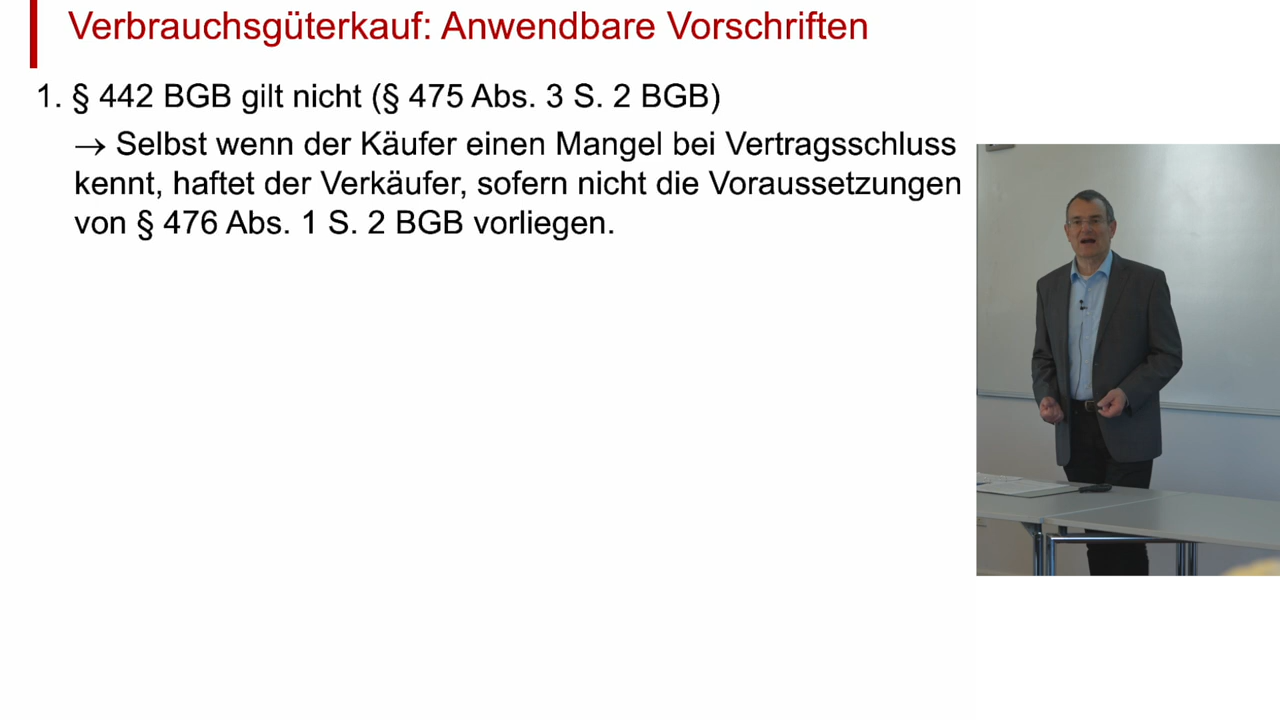 Verbrauchsgüterkauf: Anwendbare Vorschriften
1. § 442 BGB gilt nicht (§ 475 Abs. 3 S. 2 BGB)
→ Selbst wenn der Käufer einen Mangel bei Vertragsschluss
kennt, haftet der Verkäufer, sofern nicht die Voraussetzungen
von § 476 Abs. 1 S. 2 BGB vorliegen.